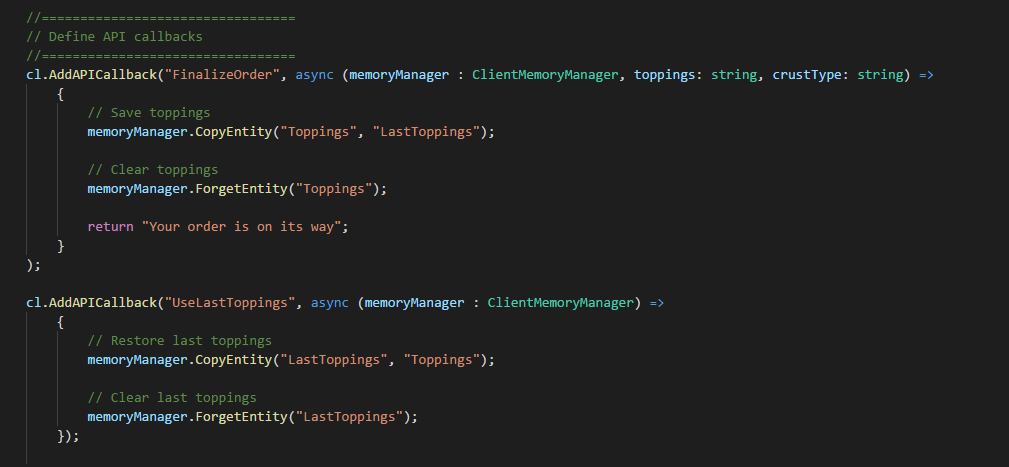 //=================================
// Define API callbacks
//=================================
cl.AddAPICallback("FinalizeOrder", async (memoryManager : ClientMemoryManager, toppings: string, crustType: string) =>
{
// Save toppings
memoryManager.CopyEntity("Toppings", "LastToppings");
// Clear toppings
memoryManager.ForgetEntity("Toppings");
return "Your order is on its way";
}
);
cl.AddAPICallback("UseLastToppings", async (memoryManager : ClientMemoryManager) =>
{
// Restore last toppings
memoryManager.CopyEntity("LastToppings", "Toppings");
// Clear last toppings
memoryManager.ForgetEntity("LastToppings");
});